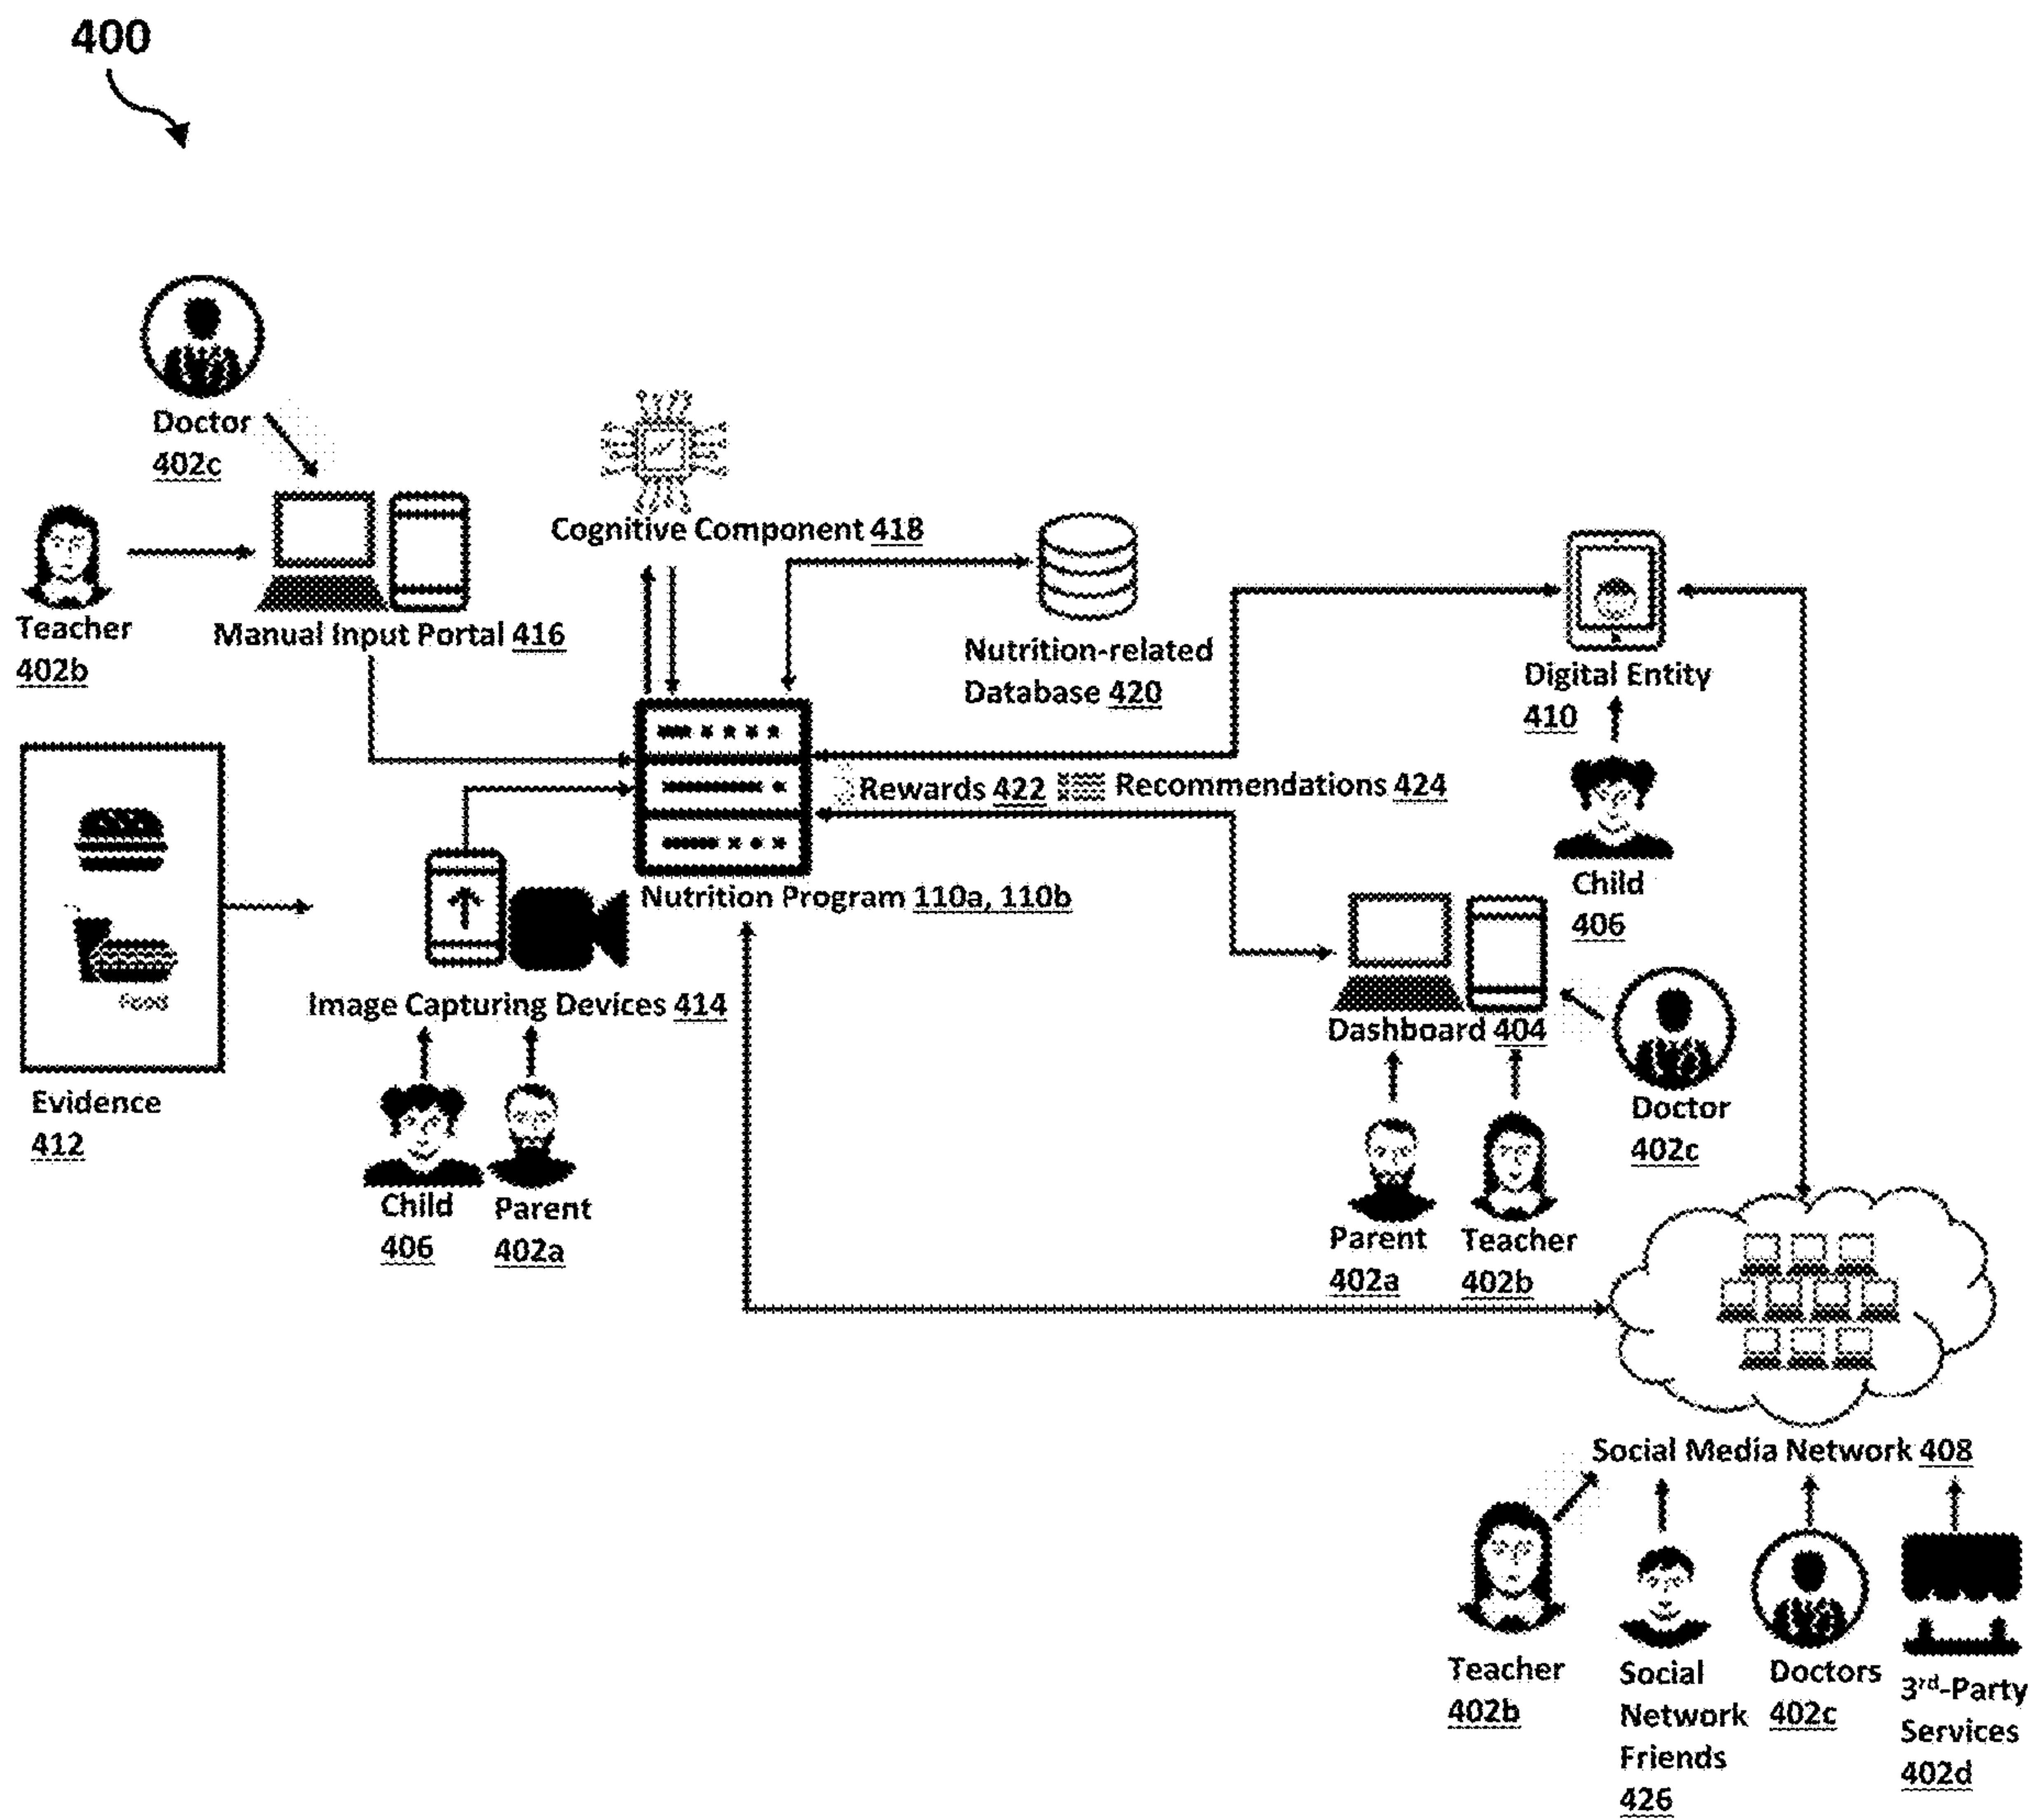 400
Doctor
402c
Teacher
402b
Manual Input Portal 416
Cognitive Component 418
Nutrition-related
Database 420
Digital Entity
410
Child
406
Rewards 422
Recommendations 424
Nutrition Program 110a, 110b
Food
Evidence
412
Image Capturing Devices 414
Child
406
Parent
402a
Dashboard 404
Doctor
402c
Parent
402a
Teacher
402b
Social Media Network 408
Teacher
402b
Social
Network
Friends
426
Doctors
402c
3rd-Party
Services
402d